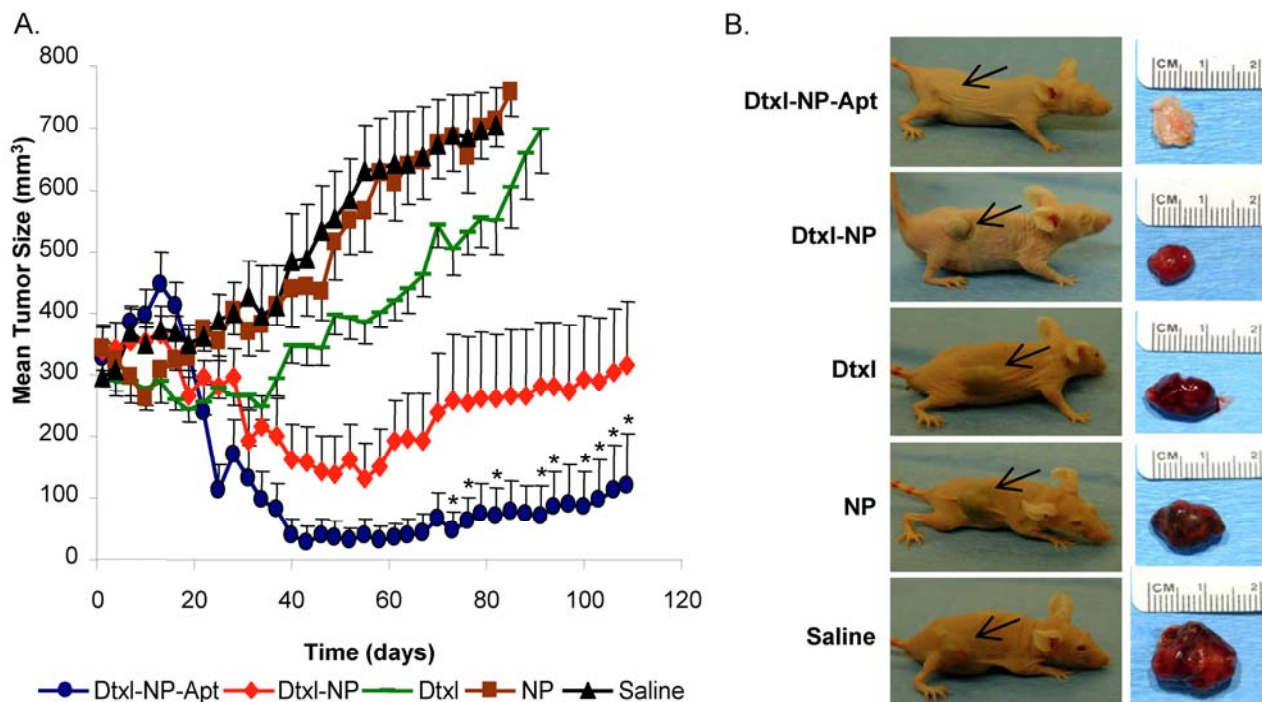 A.
B.
Mean Tumor Size (mm³)
800
700
600
500
400
300
200
100
0
* * * * * * * *
0 20 40 60 80 100 120
Time (days)
Dtxl-NP-Apt Dtxl-NP Dtxl NP Saline
Dtxl-NP-Apt
CM 1 2
Dtxl-NP
CM 1 2
Dtxl
CM 1 2
NP
CM 1 2
Saline
CM 1 2